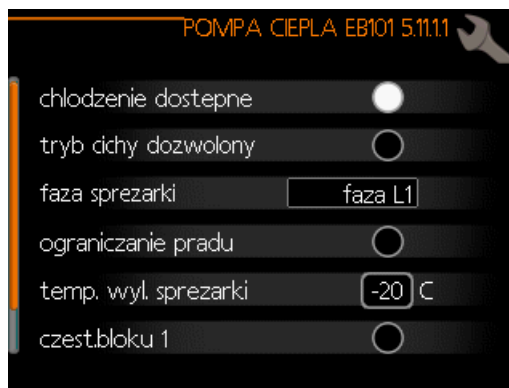 POMPA CIEPLA EB101 5.11.1.1
chlodzenie dostepne
tryb cichy dozwolony
faza sprezarki faza L1
ograniczanie pradu
temp. wyl. sprezarki -20 C
czest.bloku 1